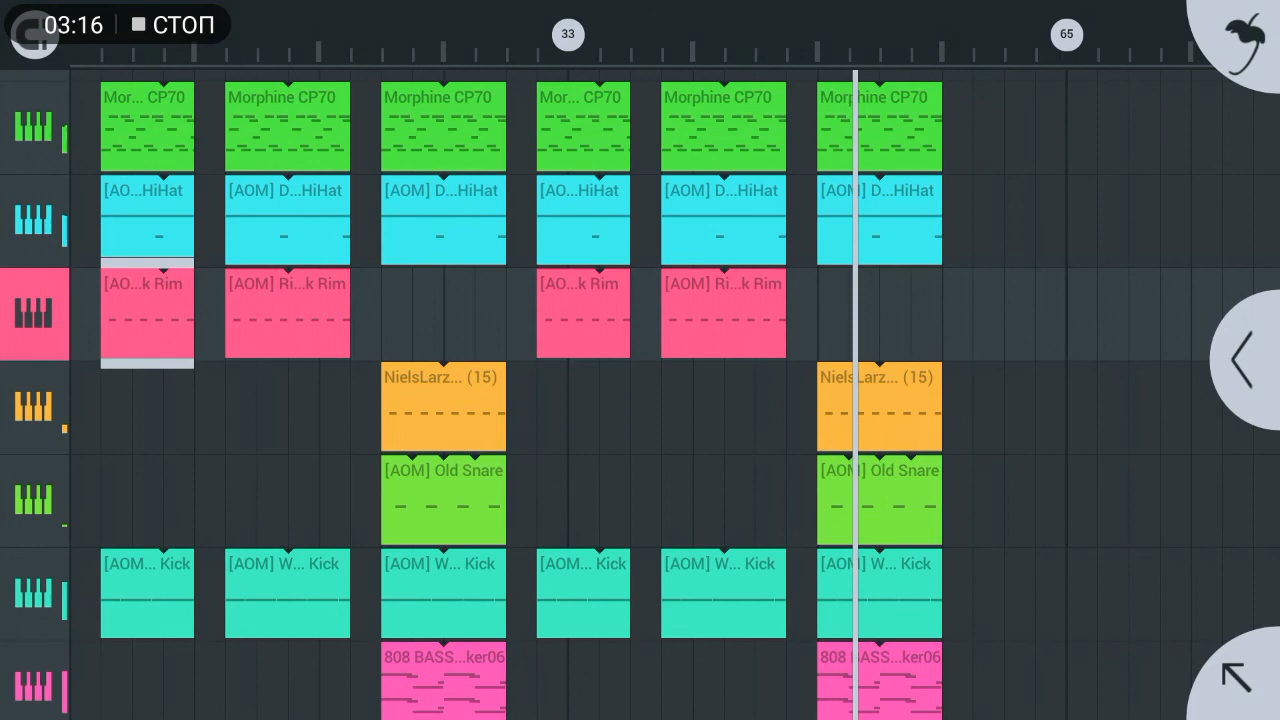 03:16 СТОП
33 65
Mor... CP70 Morphine CP70 Morphine CP70 Mor... CP70 Morphine CP70 Morphine CP70
[AO...HiHat [AOM] D...HiHat [AOM] D...HiHat [AO...HiHat [AOM] D...HiHat [AOM] D...HiHat
[AO...k Rim [AOM] Ri...k Rim [AO...k Rim [AOM] Ri...k Rim
NielsLarz... (15) NielsLarz... (15)
[AOM] Old Snare [AOM] Old Snare
[AOM... Kick [AOM] W... Kick [AOM] W... Kick [AOM... Kick [AOM] W... Kick [AOM] W... Kick
808 BASS...ker06 808 BASS...ker06